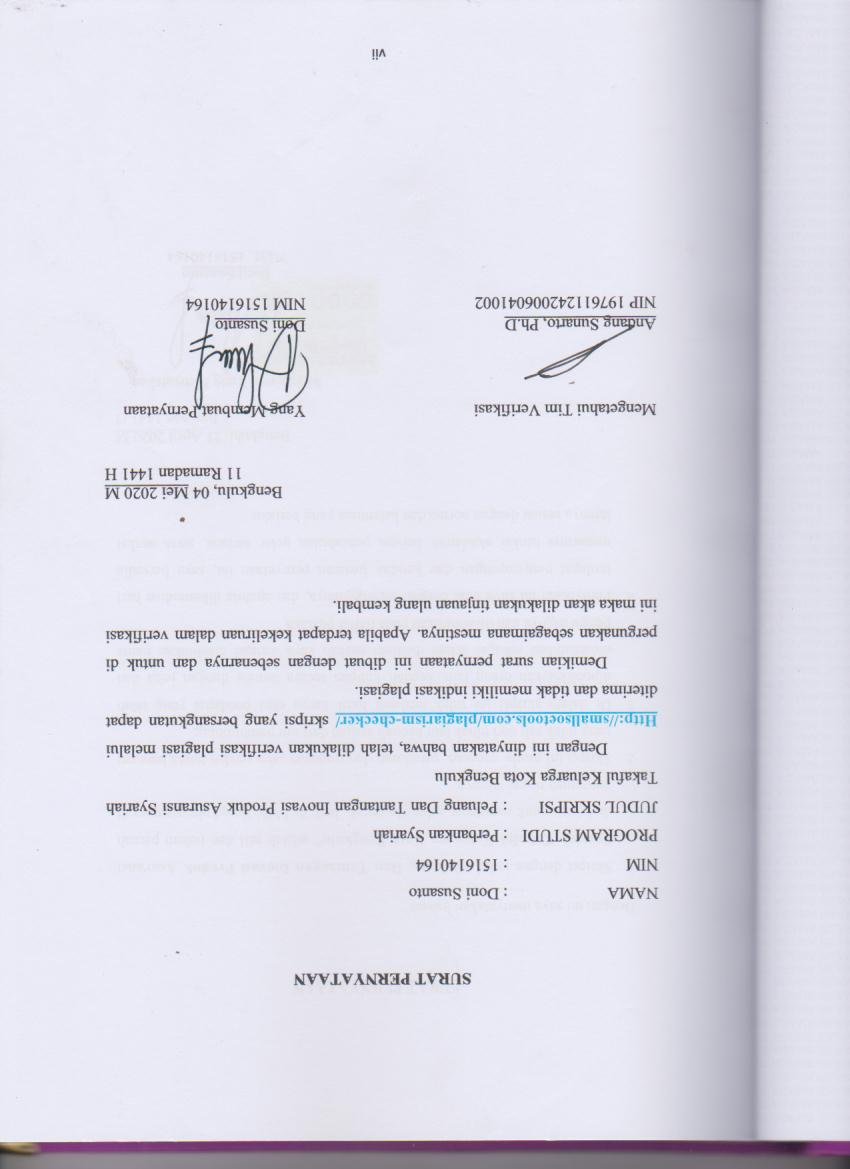 SURAT PERNYATAAN
NAMA : Doni Susanto
NIM : 1516140164
PROGRAM STUDI : Perbankan Syariah
JUDUL SKRIPSI : Peluang Dan Tantangan Inovasi Produk Asuransi Syariah
Takaful Keluarga Kota Bengkulu
Dengan ini dinyatakan bahwa, telah dilakukan verifikasi plagiasi melalui
Http://smallseotools.com/plagiarism-checker/ skripsi yang bersangkutan dapat
diterima dan tidak memiliki indikasi plagiasi.
Demikian surat pernyataan ini dibuat dengan sebenarnya dan untuk di
pergunakan sebagaimana mestinya. Apabila terdapat kekeliruan dalam verifikasi
ini maka akan dilakukan tinjauan ulang kembali.
Bengkulu, 04 Mei 2020 M
11 Ramadan 1441 H
Mengetahui Tim Verifikasi
Yang Membuat Pernyataan
Andang Sunarto, Ph.D
Doni Susanto
NIP 197611242006041002
NIM 1516140164
vii